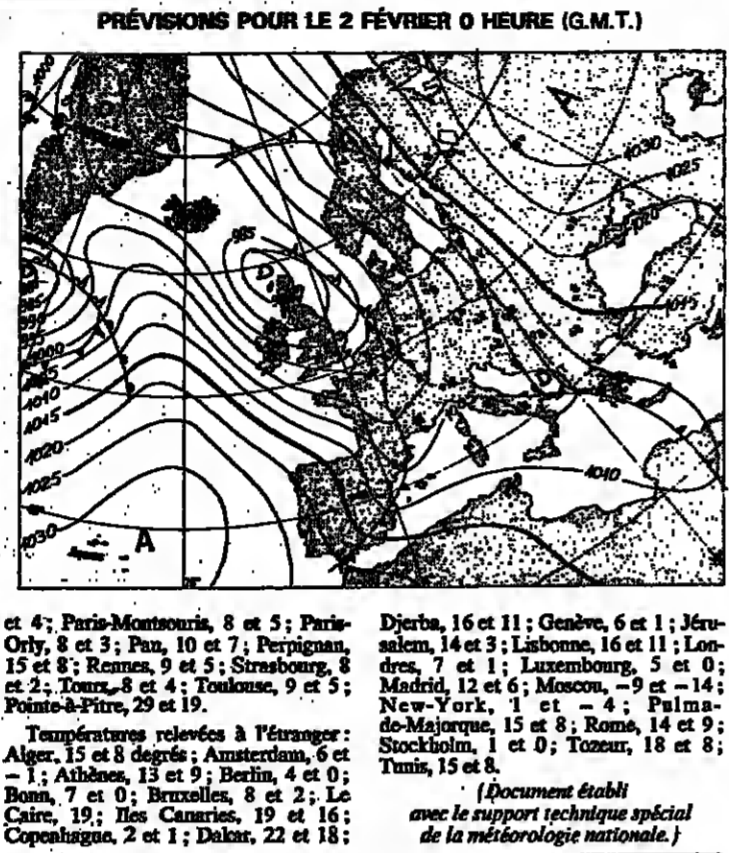 PRÉVISIONS POUR LE 2 FÉVRIER 0 HEURE (G.M.T.)
1000
A
1030
1025
1020
1015
985
D
D
985
990
995
1000
1005
1010
1015
1020
1025
1030
A
D
1010
et 4 ; Paris-Montsouris, 8 et 5 ; Paris-
Orly, 8 et 3 ; Pau, 10 et 7 ; Perpignan,
15 et 8 ; Rennes, 9 et 5 ; Strasbourg, 8
et 2 ; Tours, 8 et 4 ; Toulouse, 9 et 5 ;
Pointe-à-Pitre, 29 et 19.
Températures relevées à l'étranger :
Alger, 15 et 8 degrés ; Amsterdam, 6 et
– 1 ; Athènes, 13 et 9 ; Berlin, 4 et 0 ;
Bonn, 7 et 0 ; Bruxelles, 8 et 2 ; Le
Caire, 19 ; Iles Canaries, 19 et 16 ;
Copenhague, 2 et 1 ; Dakar, 22 et 18 ;
Djerba, 16 et 11 ; Genève, 6 et 1 ; Jéru-
salem, 14 et 3 ; Lisbonne, 16 et 11 ; Lon-
dres, 7 et 1 ; Luxembourg, 5 et 0 ;
Madrid, 12 et 6 ; Moscou, –9 et –14 ;
New-York, 1 et – 4 ; Palma-
de-Majorque, 15 et 8 ; Rome, 14 et 9 ;
Stockholm, 1 et 0 ; Tozeur, 18 et 8 ;
Tunis, 15 et 8.
(Document établi
avec le support technique spécial
de la météorologie nationale.)